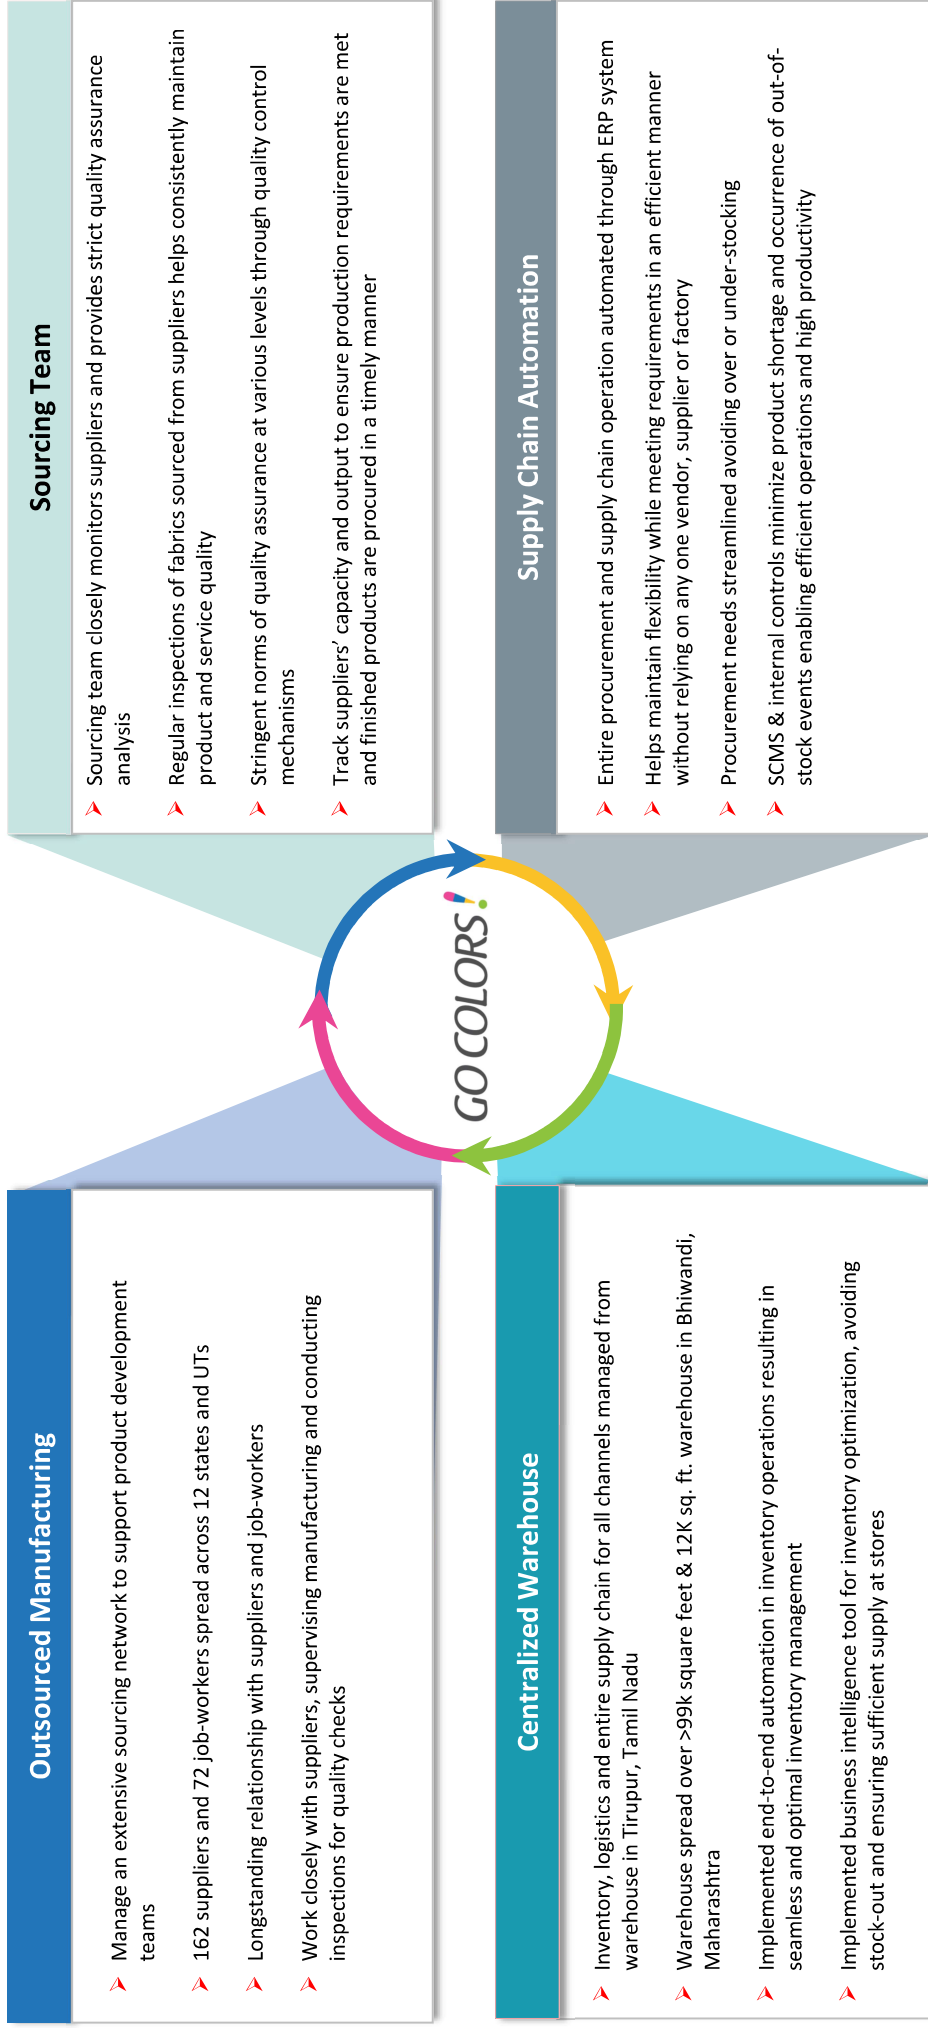 Outsourced Manufacturing
Manage an extensive sourcing network to support product development
teams
162 suppliers and 72 job-workers spread across 12 states and UTs
Longstanding relationship with suppliers and job-workers
Work closely with suppliers, supervising manufacturing and conducting
inspections for quality checks
Sourcing Team
Sourcing team closely monitors suppliers and provides strict quality assurance
analysis
Regular inspections of fabrics sourced from suppliers helps consistently maintain
product and service quality
Stringent norms of quality assurance at various levels through quality control
mechanisms
Track suppliers’ capacity and output to ensure production requirements are met
and finished products are procured in a timely manner
GO COLORS!
Centralized Warehouse
Inventory, logistics and entire supply chain for all channels managed from
warehouse in Tirupur, Tamil Nadu
Warehouse spread over >99k square feet & 12K sq. ft. warehouse in Bhiwandi,
Maharashtra
Implemented end-to-end automation in inventory operations resulting in
seamless and optimal inventory management
Implemented business intelligence tool for inventory optimization, avoiding
stock-out and ensuring sufficient supply at stores
Supply Chain Automation
Entire procurement and supply chain operation automated through ERP system
Helps maintain flexibility while meeting requirements in an efficient manner
without relying on any one vendor, supplier or factory
Procurement needs streamlined avoiding over or under-stocking
SCMS & internal controls minimize product shortage and occurrence of out-of-
stock events enabling efficient operations and high productivity